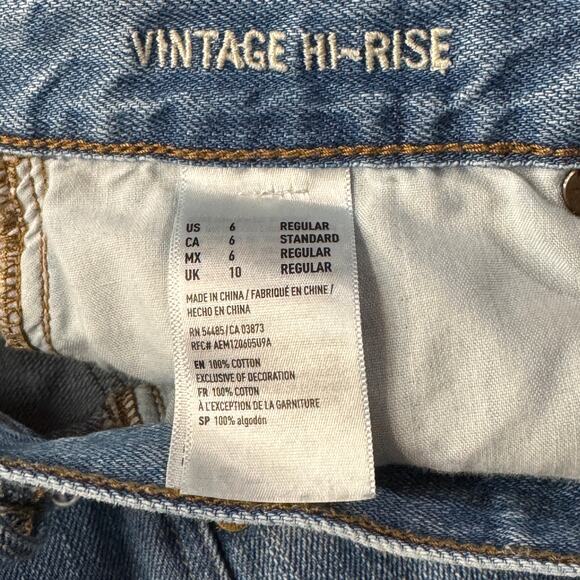 VINTAGE HI~RISE
US 6 REGULAR
CA 6 STANDARD
MX 6 REGULAR
UK 10 REGULAR
MADE IN CHINA / FABRIQUÉ EN CHINE /
HECHO EN CHINA
RN 54485/CA 03873
RFC# AEM120605U9A
EN 100% COTTON
EXCLUSIVE OF DECORATION
FR 100% COTON
À L'EXCEPTION DE LA GARNITURE
SP 100% algodón